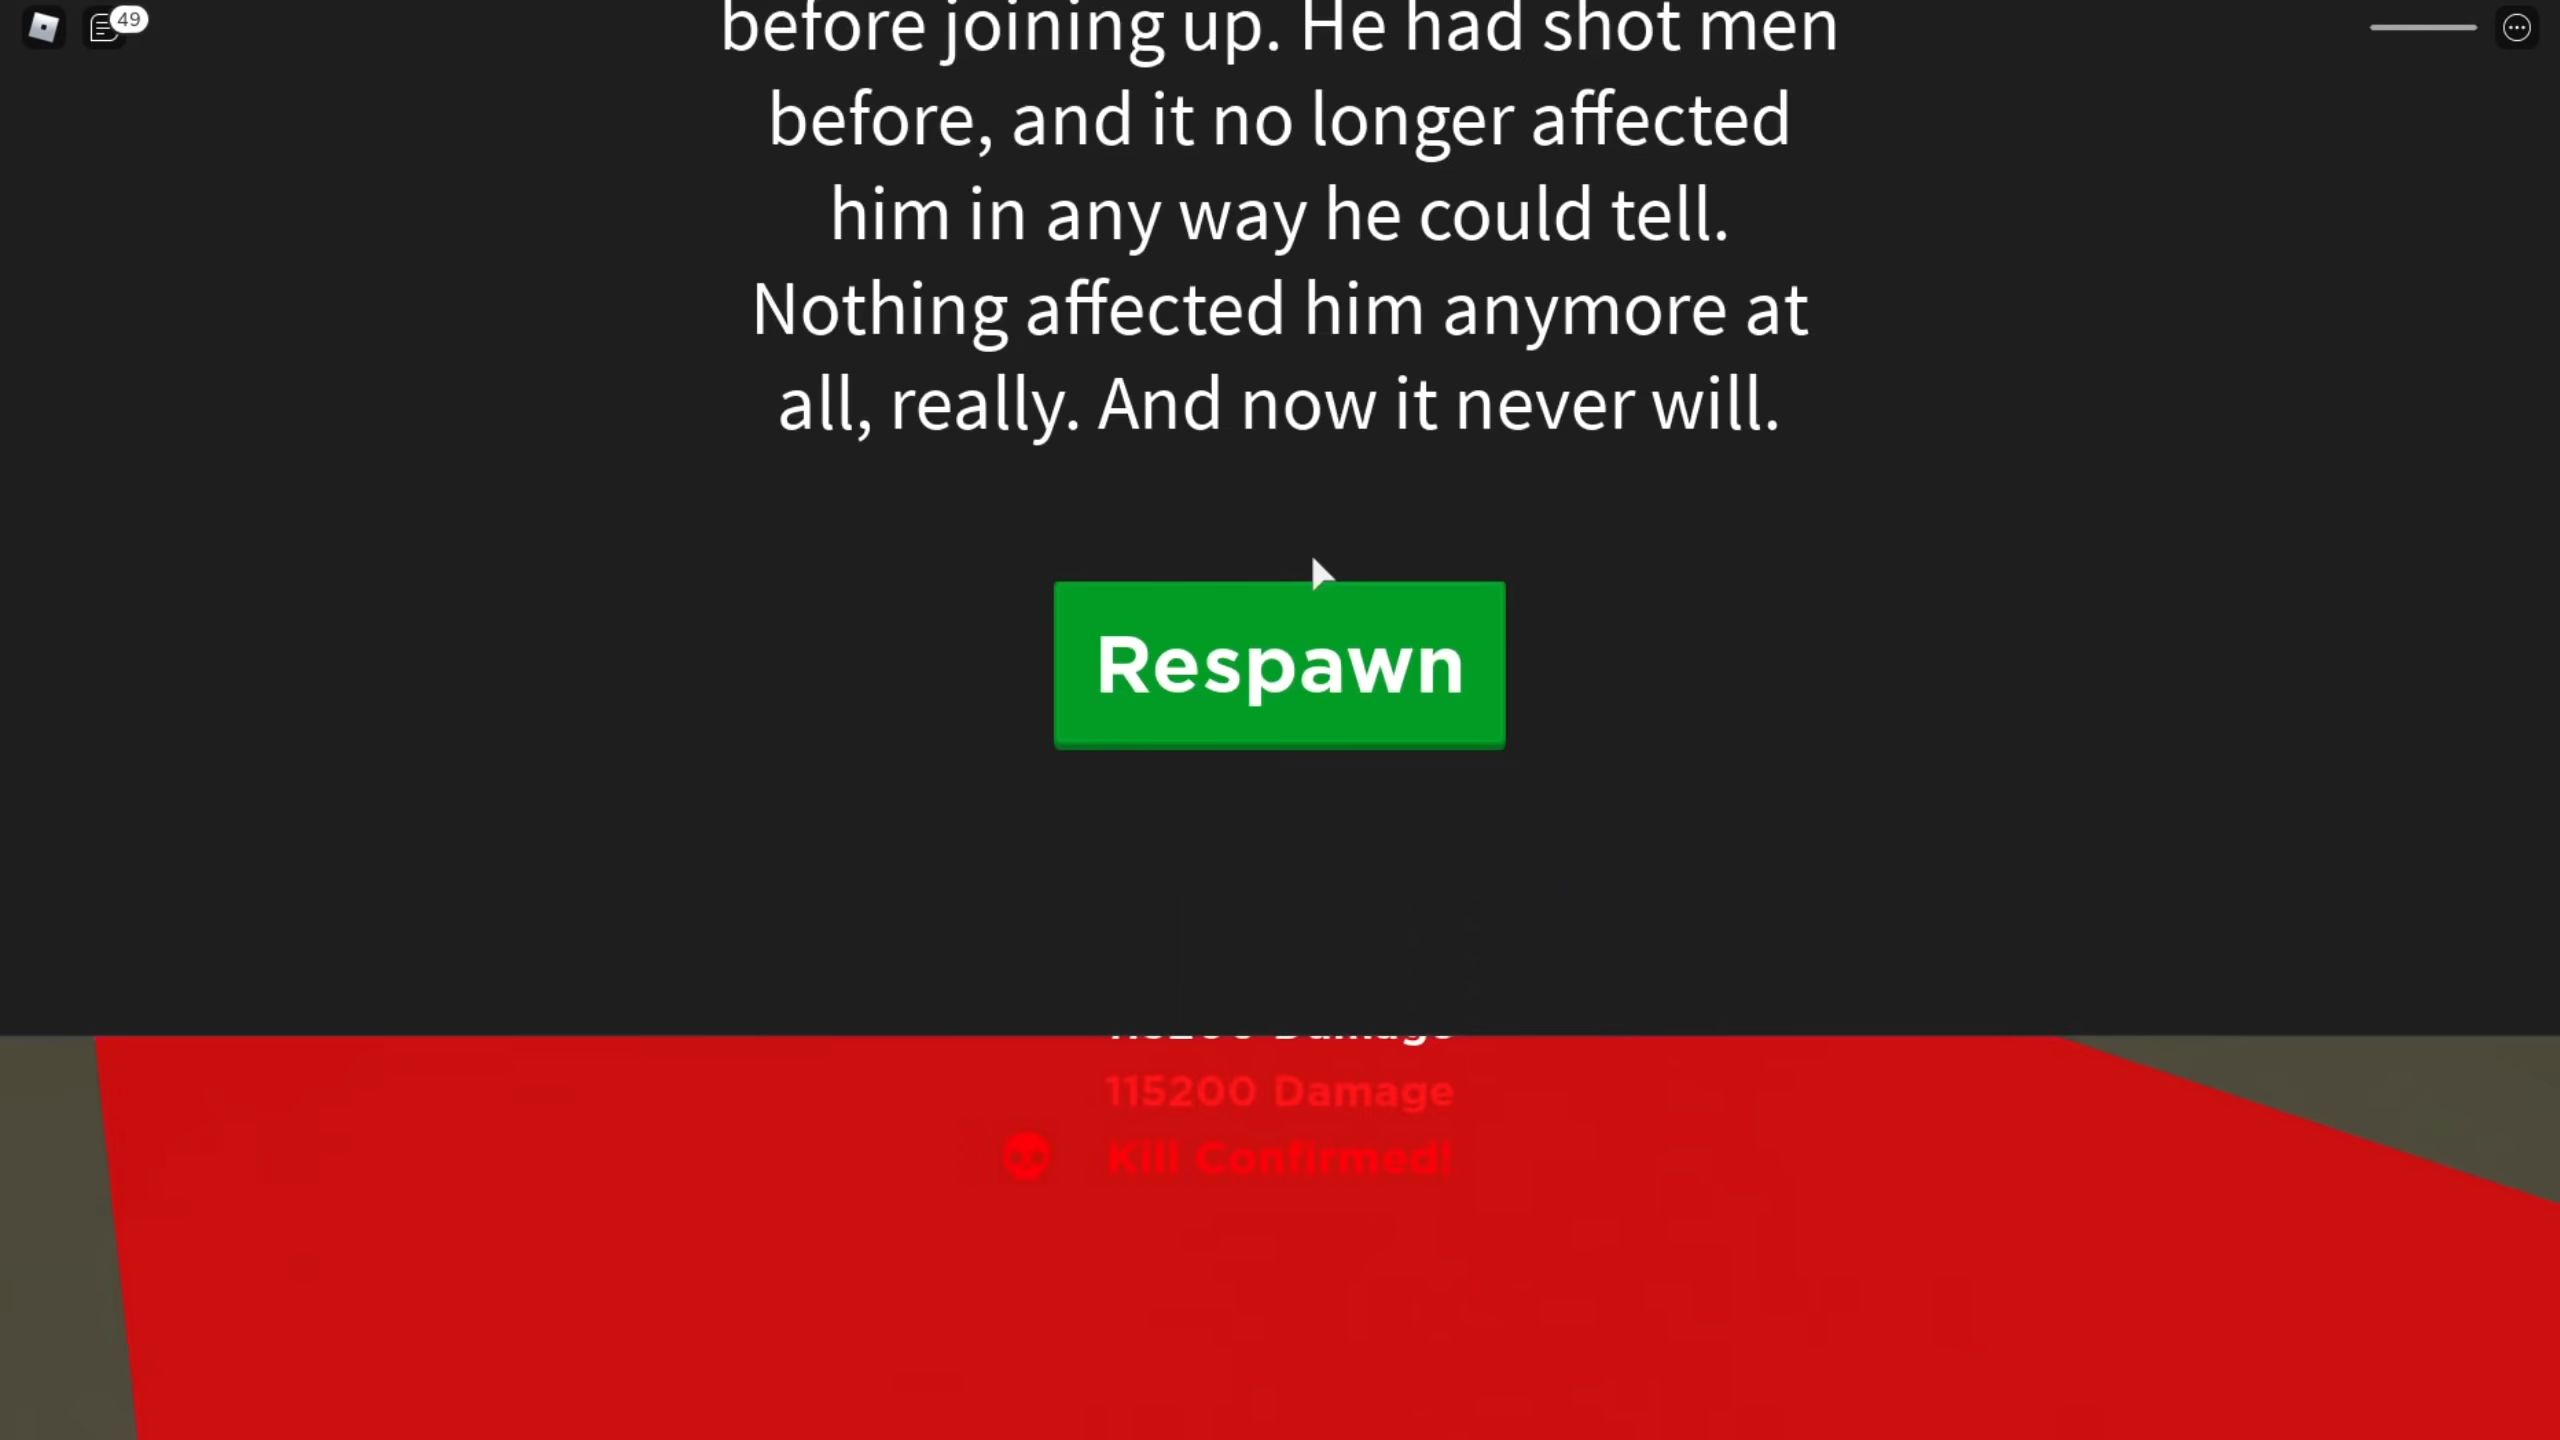 49
before joining up. He had shot men
before, and it no longer affected
him in any way he could tell.
Nothing affected him anymore at
all, really. And now it never will.
Respawn
Damage
115200 Damage
Kill Confirmed!